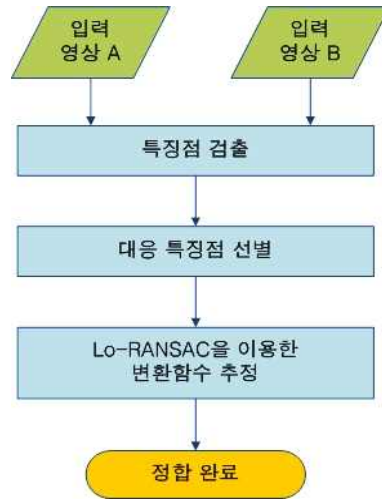 입력
영상 A
입력
영상 B
특징점 검출
대응 특징점 선별
Lo-RANSAC을 이용한
변환함수 추정
정합 완료